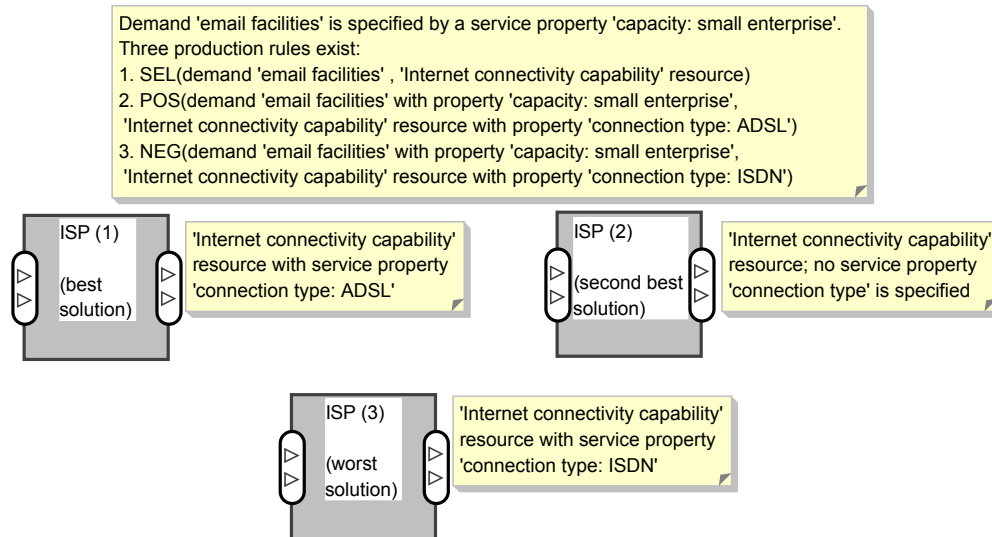 Demand 'email facilities' is specified by a service property 'capacity: small enterprise'.
Three production rules exist:
1. SEL(demand 'email facilities' , 'Internet connectivity capability' resource)
2. POS(demand 'email facilities' with property 'capacity: small enterprise',
'Internet connectivity capability' resource with property 'connection type: ADSL')
3. NEG(demand 'email facilities' with property 'capacity: small enterprise',
'Internet connectivity capability' resource with property 'connection type: ISDN')
ISP (1)
(best
solution)
'Internet connectivity capability'
resource with service property
'connection type: ADSL'
ISP (2)
(second best
solution)
'Internet connectivity capability'
resource; no service property
'connection type' is specified
ISP (3)
(worst
solution)
'Internet connectivity capability'
resource with service property
'connection type: ISDN'